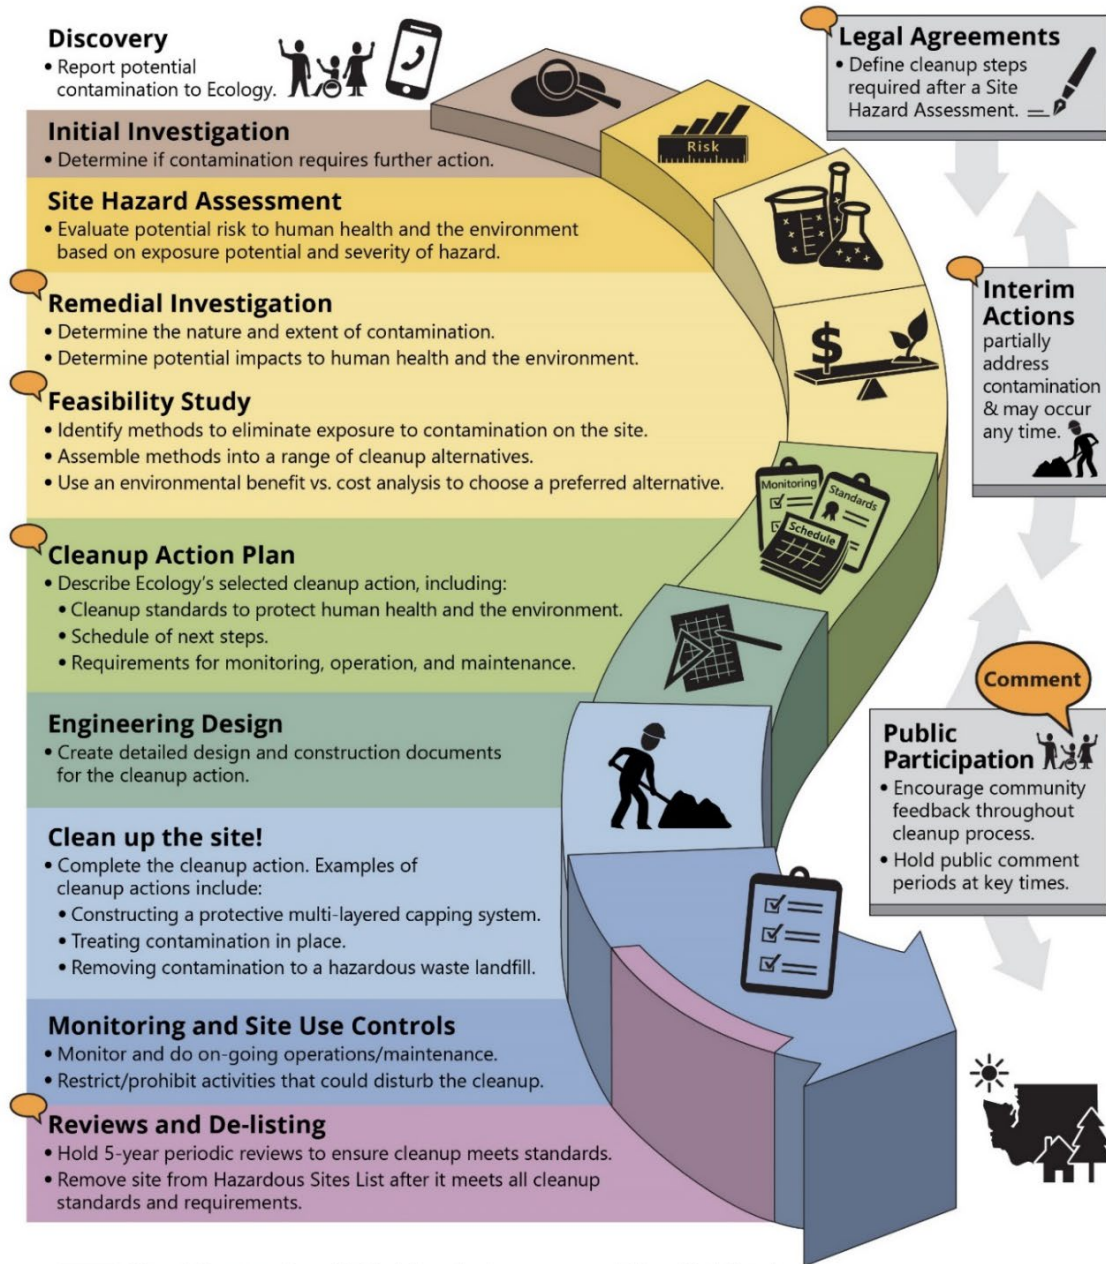 Discovery
• Report potential
contamination to Ecology.
Initial Investigation
• Determine if contamination requires further action.
Site Hazard Assessment
• Evaluate potential risk to human health and the environment
based on exposure potential and severity of hazard.
Remedial Investigation
• Determine the nature and extent of contamination.
• Determine potential impacts to human health and the environment.
Feasibility Study
• Identify methods to eliminate exposure to contamination on the site.
• Assemble methods into a range of cleanup alternatives.
• Use an environmental benefit vs. cost analysis to choose a preferred alternative.
Cleanup Action Plan
• Describe Ecology's selected cleanup action, including:
• Cleanup standards to protect human health and the environment.
• Schedule of next steps.
• Requirements for monitoring, operation, and maintenance.
Engineering Design
• Create detailed design and construction documents
for the cleanup action.
Clean up the site!
• Complete the cleanup action. Examples of
cleanup actions include:
• Constructing a protective multi-layered capping system.
• Treating contamination in place.
• Removing contamination to a hazardous waste landfill.
Monitoring and Site Use Controls
• Monitor and do on-going operations/maintenance.
• Restrict/prohibit activities that could disturb the cleanup.
Reviews and De-listing
• Hold 5-year periodic reviews to ensure cleanup meets standards.
• Remove site from Hazardous Sites List after it meets all cleanup
standards and requirements.
Risk
$
Monitoring
Standards
Schedule
Legal Agreements
• Define cleanup steps
required after a Site
Hazard Assessment.
Interim
Actions
partially
address
contamination
& may occur
any time.
Comment
Public
Participation
• Encourage community
feedback throughout
cleanup process.
• Hold public comment
periods at key times.